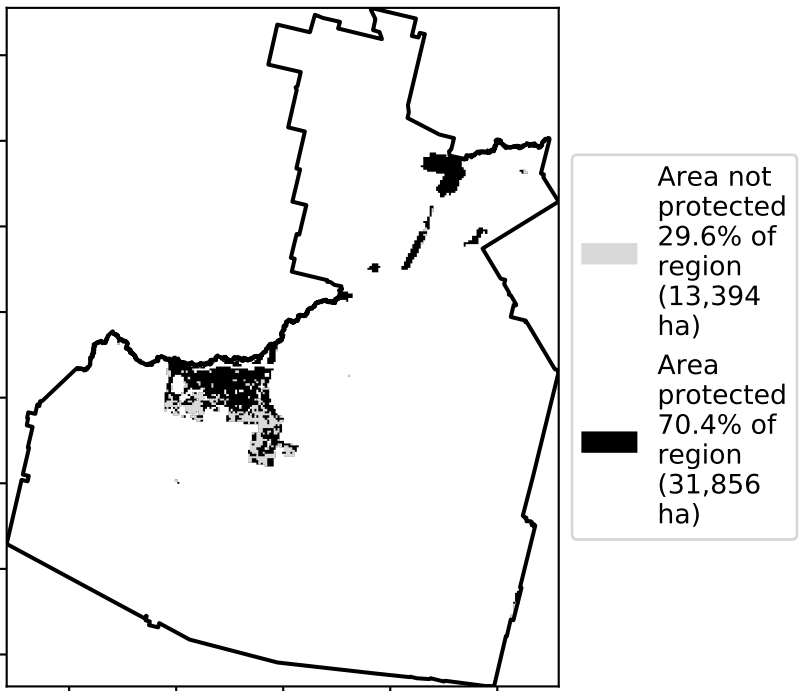 Area not
protected
29.6% of
region
(13,394
ha)
Area
protected
70.4% of
region
(31,856
ha)